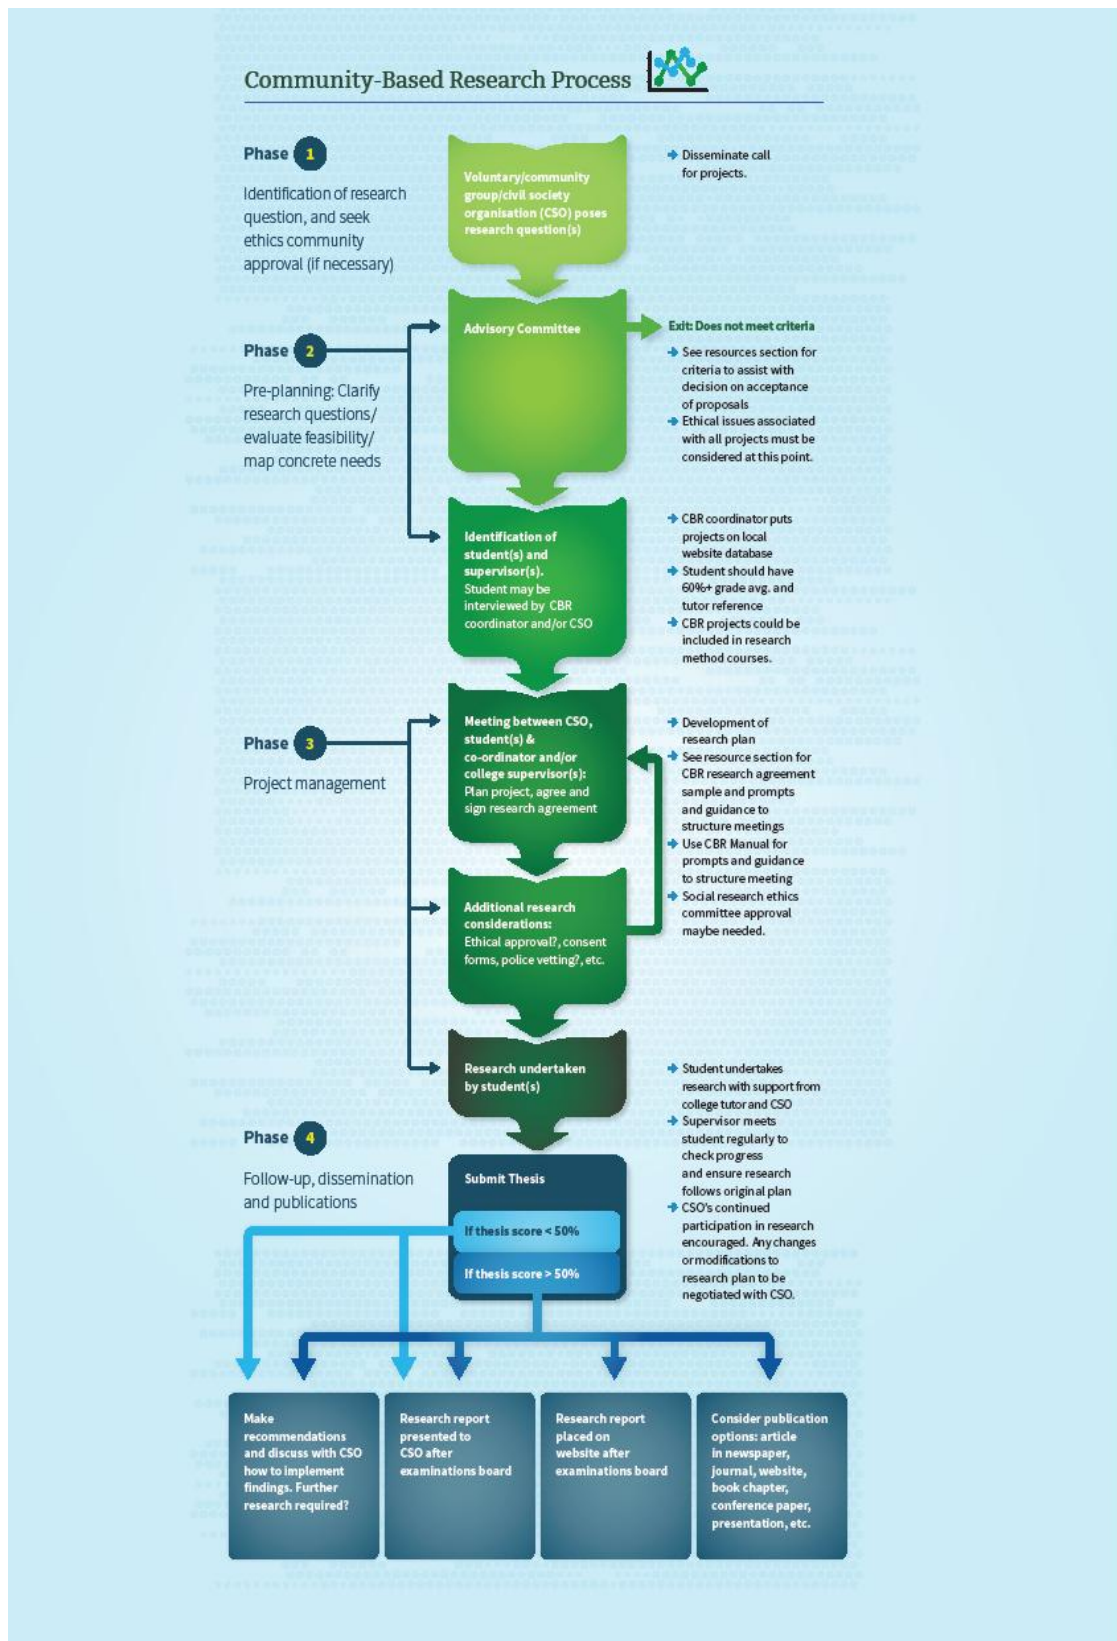 Community-Based Research Process
Phase 1
Identification of research
question, and seek
ethics community
approval (if necessary)
Voluntary/community
group/civil society
organisation (CSO) poses
research question(s)
Disseminate call
for projects.
Phase 2
Pre-planning: Clarify
research questions/
evaluate feasibility/
map concrete needs
Advisory Committee
Exit: Does not meet criteria
See resources section for
criteria to assist with
decision on acceptance
of proposals
Ethical issues associated
with all projects must be
considered at this point.
Identification of
student(s) and
supervisor(s).
Student may be
interviewed by CBR
coordinator and/or CSO
CBR coordinator puts
projects on local
website database
Student should have
60%+ grade avg. and
tutor reference
CBR projects could be
included in research
method courses.
Phase 3
Project management
Meeting between CSO,
student(s) &
co-ordinator and/or
college supervisor(s):
Plan project, agree and
sign research agreement
Development of
research plan
See resource section for
CBR research agreement
sample and prompts
and guidance to
structure meetings
Use CBR Manual for
prompts and guidance
to structure meeting
Social research ethics
committee approval
maybe needed.
Additional research
considerations:
Ethical approval?, consent
forms, police vetting?, etc.
Research undertaken
by student(s)
Student undertakes
research with support from
college tutor and CSO
Supervisor meets
student regularly to
check progress
and ensure research
follows original plan
CSO's continued
participation in research
encouraged. Any changes
or modifications to
research plan to be
negotiated with CSO.
Phase 4
Follow-up, dissemination
and publications
Submit Thesis
If thesis score < 50%
If thesis score > 50%
Make
recommendations
and discuss with CSO
how to implement
findings. Further
research required?
Research report
presented to
CSO after
examinations board
Research report
placed on
website after
examinations board
Consider publication
options: article
in newspaper,
journal, website,
book chapter,
conference paper,
presentation, etc.